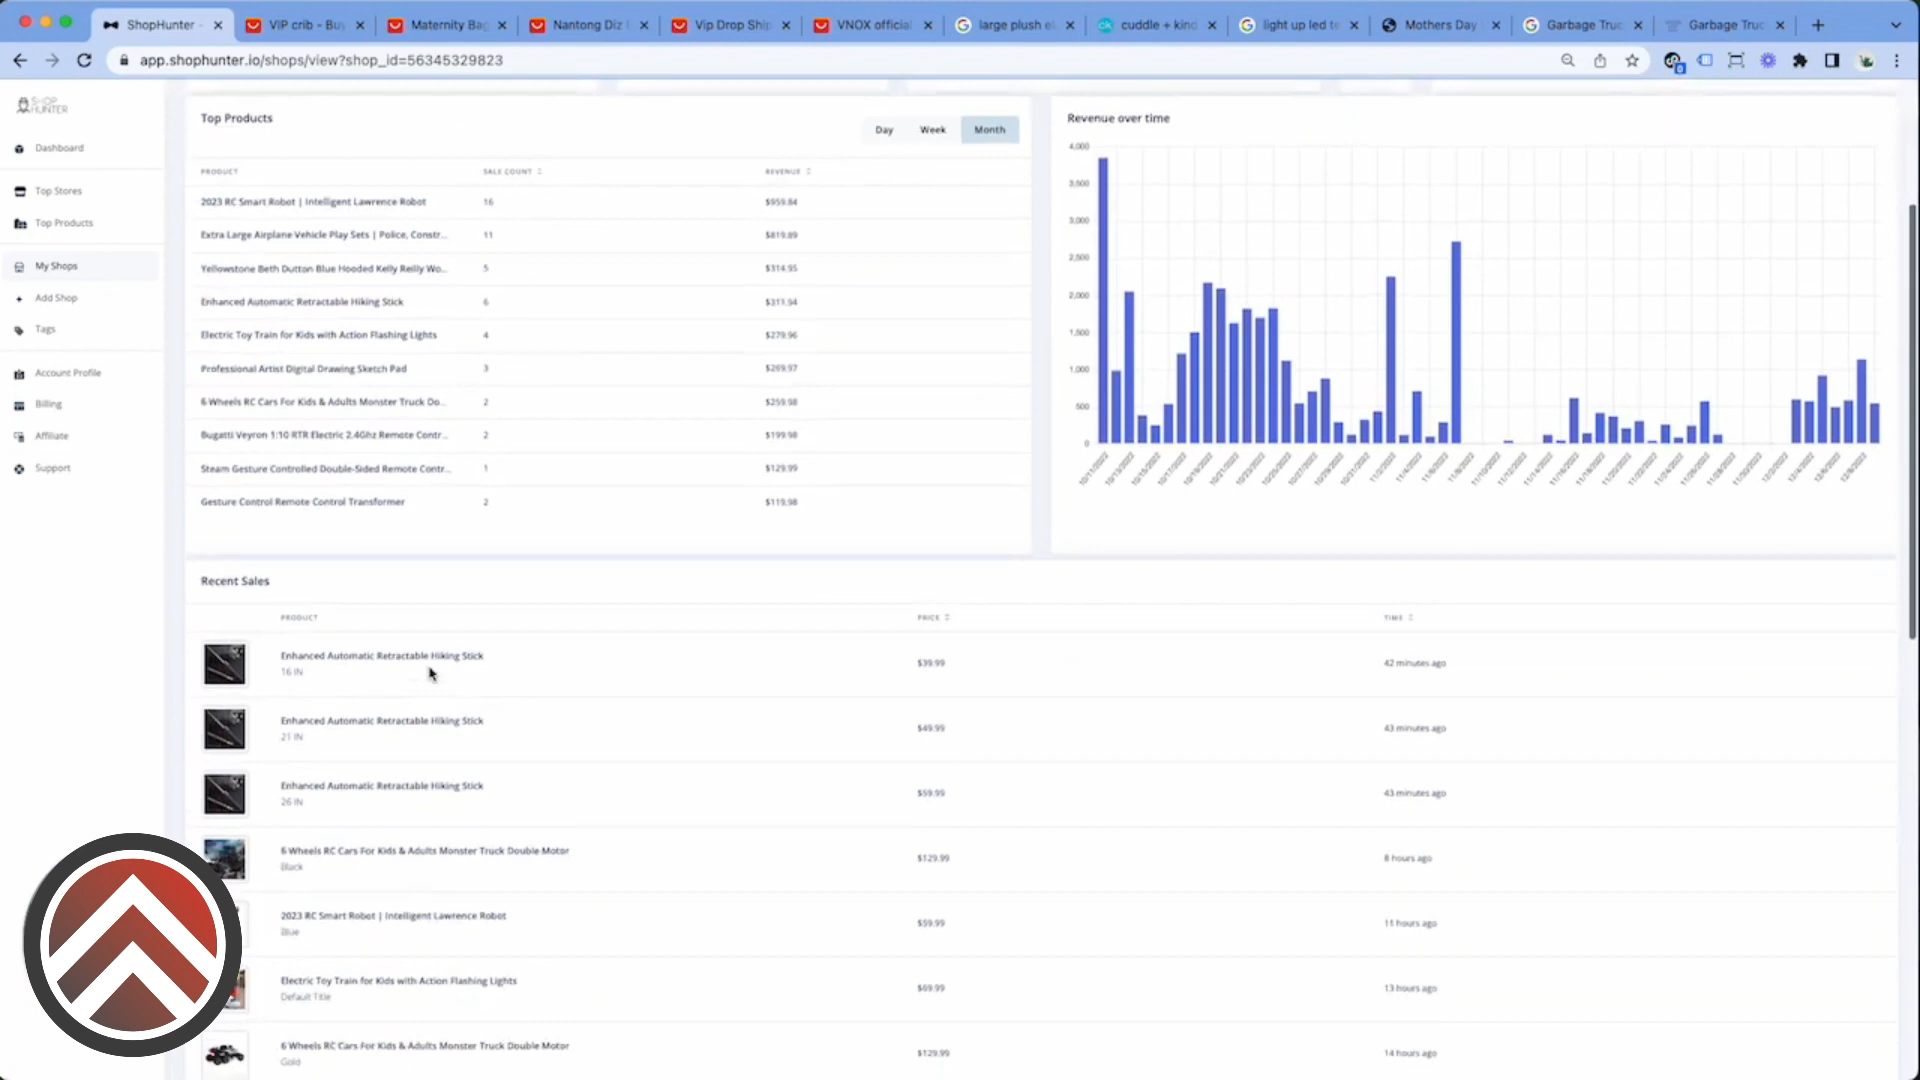 ShopHunter -
VIP crib - Buy
Maternity Bag
Nantong Diz
Vip Drop Ship
VNOX official
large plush el
cuddle + kind
light up led te
Mothers Day
Garbage Truc
Garbage Truc
app.shophunter.io/shops/view?shop_id=56345329823
SHOP
HUNTER
Dashboard
Top Stores
Top Products
My Shops
Add Shop
Tags
Account Profile
Billing
Affiliate
Support
Top Products
Day Week Month
PRODUCT SALE COUNT REVENUE
2023 RC Smart Robot | Intelligent Lawrence Robot 16 $959.84
Extra Large Airplane Vehicle Play Sets | Police, Constr... 11 $819.89
Yellowstone Beth Dutton Blue Hooded Kelly Reilly Wo... 5 $314.95
Enhanced Automatic Retractable Hiking Stick 6 $311.94
Electric Toy Train for Kids with Action Flashing Lights 4 $279.96
Professional Artist Digital Drawing Sketch Pad 3 $269.97
6 Wheels RC Cars For Kids & Adults Monster Truck Do... 2 $259.98
Bugatti Veyron 1:10 RTR Electric 2.4Ghz Remote Contr... 2 $199.98
Steam Gesture Controlled Double-Sided Remote Contr... 1 $129.99
Gesture Control Remote Control Transformer 2 $119.98
Revenue over time
4,000
3,500
3,000
2,500
2,000
1,500
1,000
500
0
Recent Sales
PRODUCT PRICE TIME
Enhanced Automatic Retractable Hiking Stick
16 IN
$39.99 42 minutes ago
Enhanced Automatic Retractable Hiking Stick
21 IN
$49.99 43 minutes ago
Enhanced Automatic Retractable Hiking Stick
26 IN
$59.99 43 minutes ago
6 Wheels RC Cars For Kids & Adults Monster Truck Double Motor
Black
$129.99 8 hours ago
2023 RC Smart Robot | Intelligent Lawrence Robot
Blue
$59.99 11 hours ago
Electric Toy Train for Kids with Action Flashing Lights
Default Title
$69.99 13 hours ago
6 Wheels RC Cars For Kids & Adults Monster Truck Double Motor
Gold
$129.99 14 hours ago